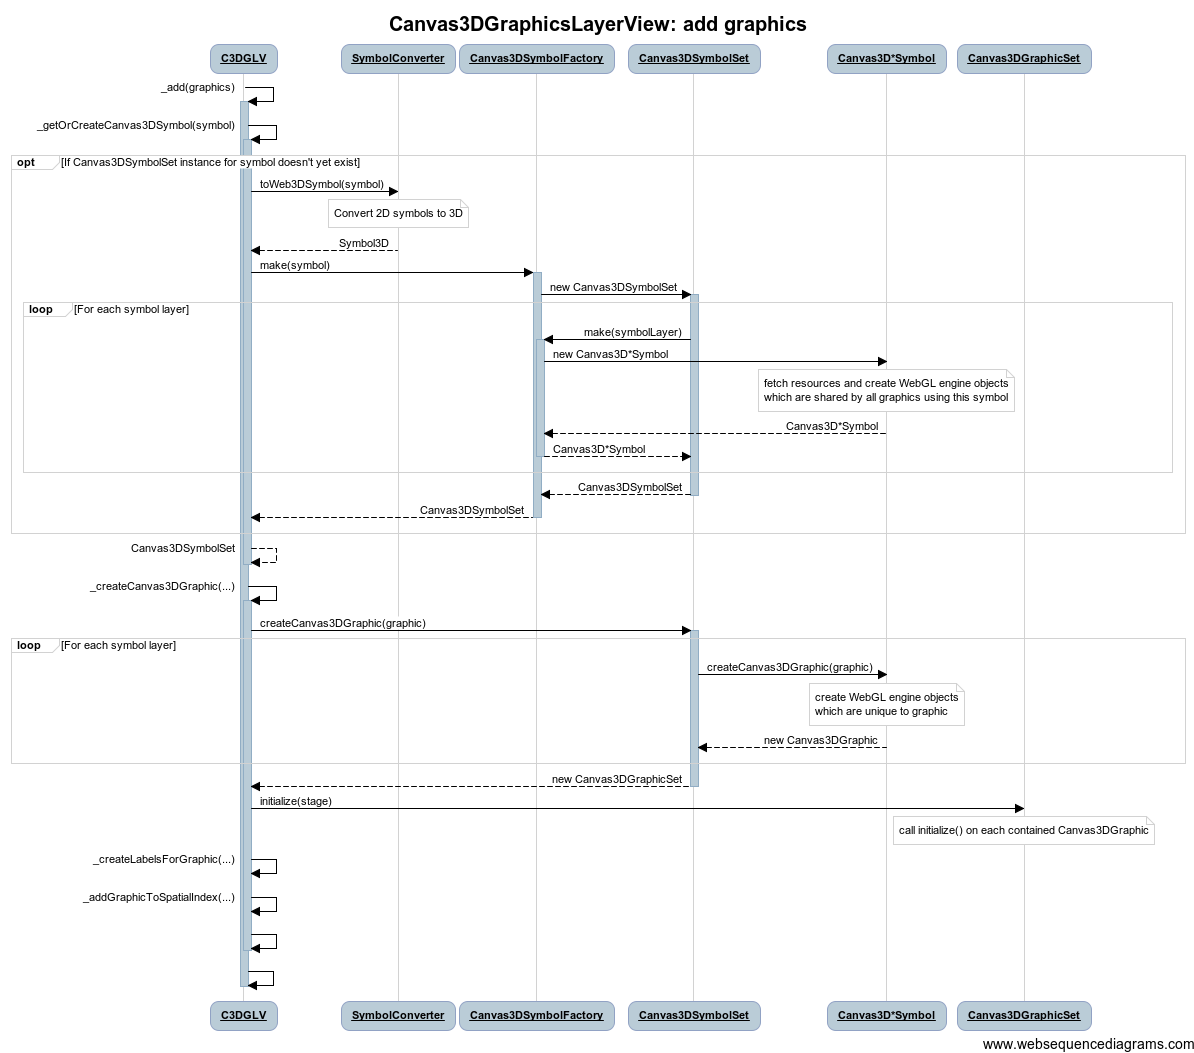 Canvas3DGraphicsLayerView: add graphics
C3DGLV
SymbolConverter
Canvas3DSymbolFactory
Canvas3DSymbolSet
Canvas3D*Symbol
Canvas3DGraphicSet
_add(graphics)
_getOrCreateCanvas3DSymbol(symbol)
opt
[If Canvas3DSymbolSet instance for symbol doesn't yet exist]
toWeb3DSymbol(symbol)
Convert 2D symbols to 3D
Symbol3D
make(symbol)
new Canvas3DSymbolSet
loop
[For each symbol layer]
make(symbolLayer)
new Canvas3D*Symbol
fetch resources and create WebGL engine objects
which are shared by all graphics using this symbol
Canvas3D*Symbol
Canvas3D*Symbol
Canvas3DSymbolSet
Canvas3DSymbolSet
Canvas3DSymbolSet
_createCanvas3DGraphic(...)
createCanvas3DGraphic(graphic)
loop
[For each symbol layer]
createCanvas3DGraphic(graphic)
create WebGL engine objects
which are unique to graphic
new Canvas3DGraphic
new Canvas3DGraphicSet
initialize(stage)
call initialize() on each contained Canvas3DGraphic
_createLabelsForGraphic(...)
_addGraphicToSpatialIndex(...)
C3DGLV
SymbolConverter
Canvas3DSymbolFactory
Canvas3DSymbolSet
Canvas3D*Symbol
Canvas3DGraphicSet
www.websequencediagrams.com